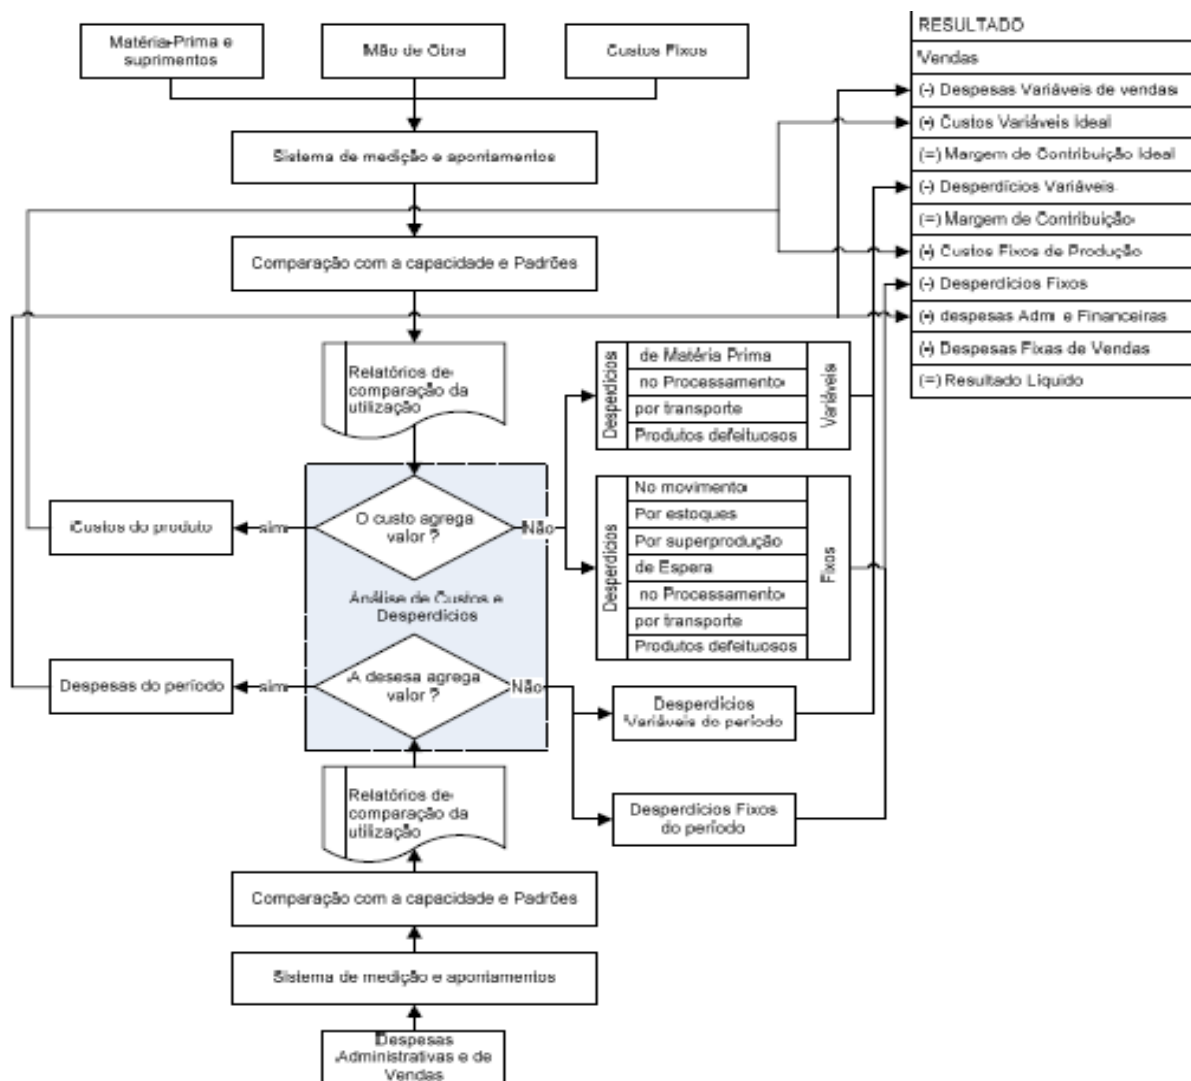 Matéria-Prima e
suprimentos
Mão de Obra
Custos Fixos
Sistema de medição e apontamentos
Comparação com a capacidade e Padrões
Relatórios de
comparação da
utilização
O custo agrega
valor ?
sim
Não
Custos do produto
Análise de Custos e
Desperdícios
A desesa agrega
valor ?
sim
Não
Despesas do período
Relatórios de
comparação da
utilização
Comparação com a capacidade e Padrões
Sistema de medição e apontamentos
Despesas
Administrativas e de
Vendas
Desperdícios
de Matéria Prima
no Processamento
por transporte
Produtos defeituosos
Variáveis
Desperdícios
No movimento
Por estoques
Por superprodução
de Espera
no Processamento
por transporte
Produtos defeituosos
Fixos
Desperdícios
Variáveis do período
Desperdícios Fixos
do período
RESULTADO
Vendas
(-) Despesas Variáveis de vendas
(-) Custos Variáveis Ideal
(=) Margem de Contribuição Ideal
(-) Desperdícios Variáveis
(=) Margem de Contribuição
(-) Custos Fixos de Produção
(-) Desperdícios Fixos
(-) despesas Adm e Financeiras
(-) Despesas Fixas de Vendas
(=) Resultado Líquido